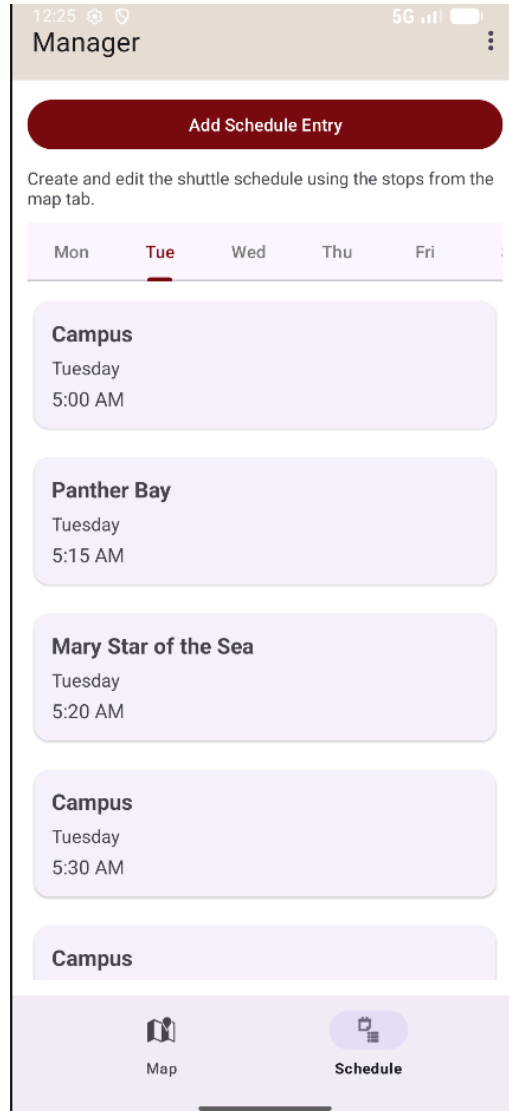 12:25 5G
Manager
Add Schedule Entry
Create and edit the shuttle schedule using the stops from the
map tab.
Mon Tue Wed Thu Fri
Campus
Tuesday
5:00 AM
Panther Bay
Tuesday
5:15 AM
Mary Star of the Sea
Tuesday
5:20 AM
Campus
Tuesday
5:30 AM
Campus
Map Schedule